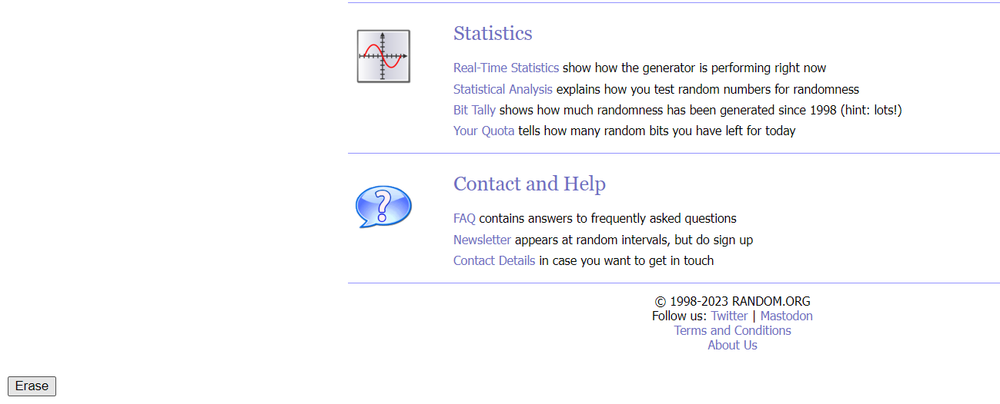 Statistics
Real-Time Statistics show how the generator is performing right now
Statistical Analysis explains how you test random numbers for randomness
Bit Tally shows how much randomness has been generated since 1998 (hint: lots!)
Your Quota tells how many random bits you have left for today
?
Contact and Help
FAQ contains answers to frequently asked questions
Newsletter appears at random intervals, but do sign up
Contact Details in case you want to get in touch
© 1998-2023 RANDOM.ORG
Follow us: Twitter | Mastodon
Terms and Conditions
About Us
Erase